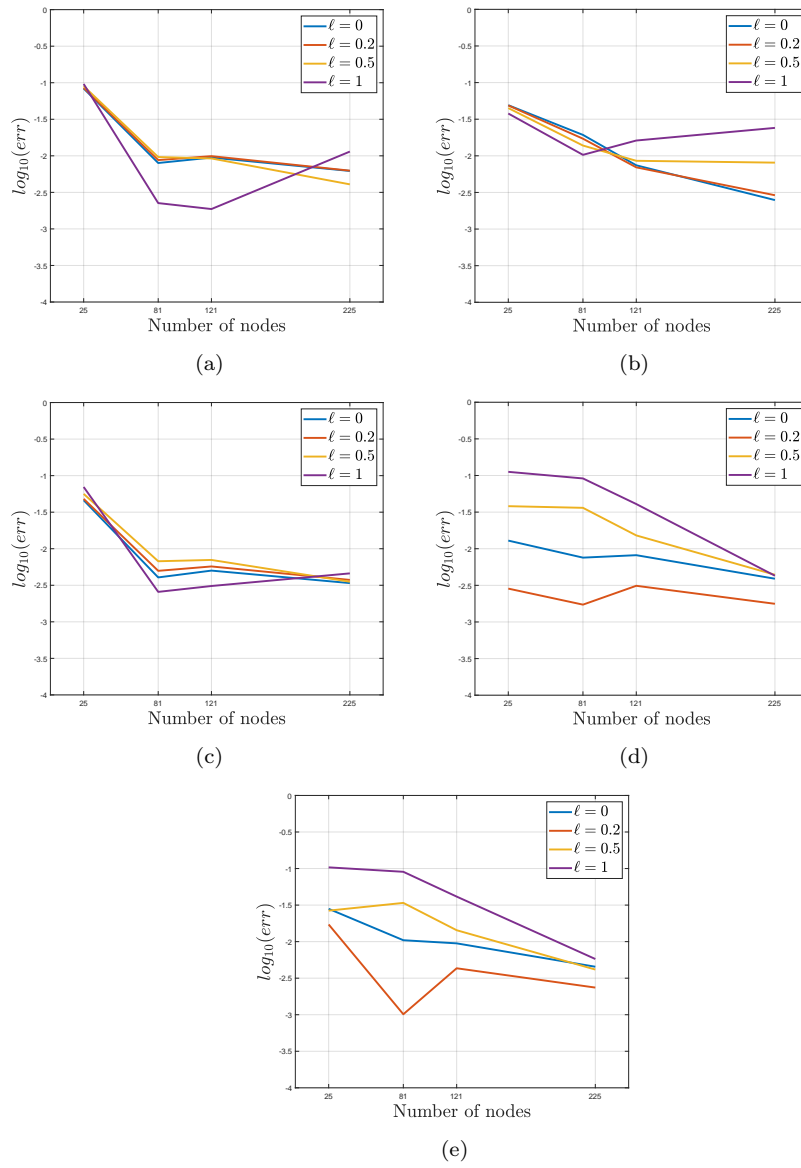 0
-0.5
-1
-1.5
-2
-2.5
-3
-3.5
-4
log₁₀(err)
25 81 121 225
Number of nodes
ℓ = 0
ℓ = 0.2
ℓ = 0.5
ℓ = 1
(a)
0
-0.5
-1
-1.5
-2
-2.5
-3
-3.5
-4
log₁₀(err)
25 81 121 225
Number of nodes
ℓ = 0
ℓ = 0.2
ℓ = 0.5
ℓ = 1
(b)
0
-0.5
-1
-1.5
-2
-2.5
-3
-3.5
-4
log₁₀(err)
25 81 121 225
Number of nodes
ℓ = 0
ℓ = 0.2
ℓ = 0.5
ℓ = 1
(c)
0
-0.5
-1
-1.5
-2
-2.5
-3
-3.5
-4
log₁₀(err)
25 81 121 225
Number of nodes
ℓ = 0
ℓ = 0.2
ℓ = 0.5
ℓ = 1
(d)
0
-0.5
-1
-1.5
-2
-2.5
-3
-3.5
-4
log₁₀(err)
25 81 121 225
Number of nodes
ℓ = 0
ℓ = 0.2
ℓ = 0.5
ℓ = 1
(e)